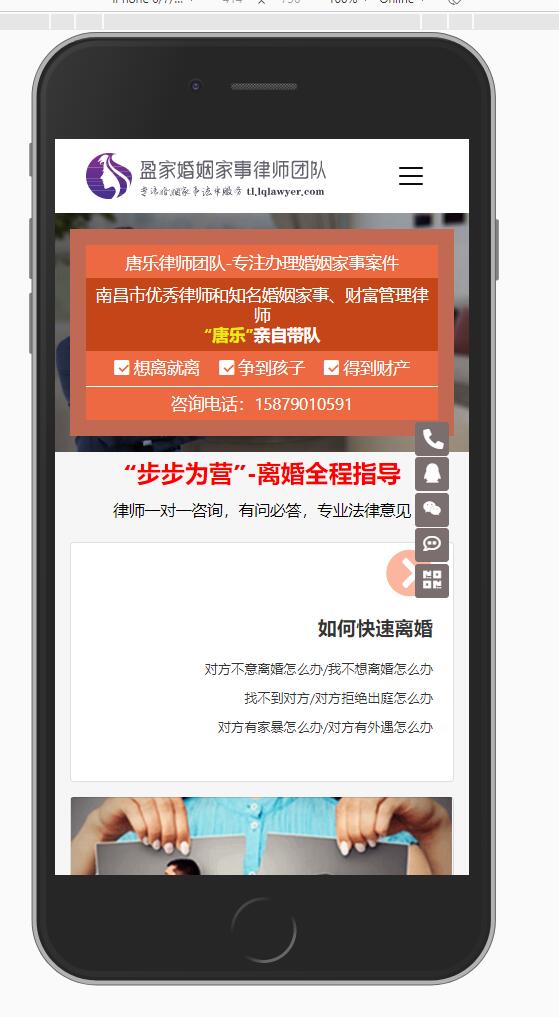 414
×
736
100%
Online
盈家婚姻家事律师团队
专注婚姻家事法律服务 tl.lqlawyer.com
唐乐律师团队-专注办理婚姻家事案件
南昌市优秀律师和知名婚姻家事、财富管理律
师
“唐乐”亲自带队
想离就离 争到孩子 得到财产
咨询电话：15879010591
“步步为营”-离婚全程指导
律师一对一咨询，有问必答，专业法律意见
如何快速离婚
对方不意离婚怎么办/我不想离婚怎么办
找不到对方/对方拒绝出庭怎么办
对方有家暴怎么办/对方有外遇怎么办